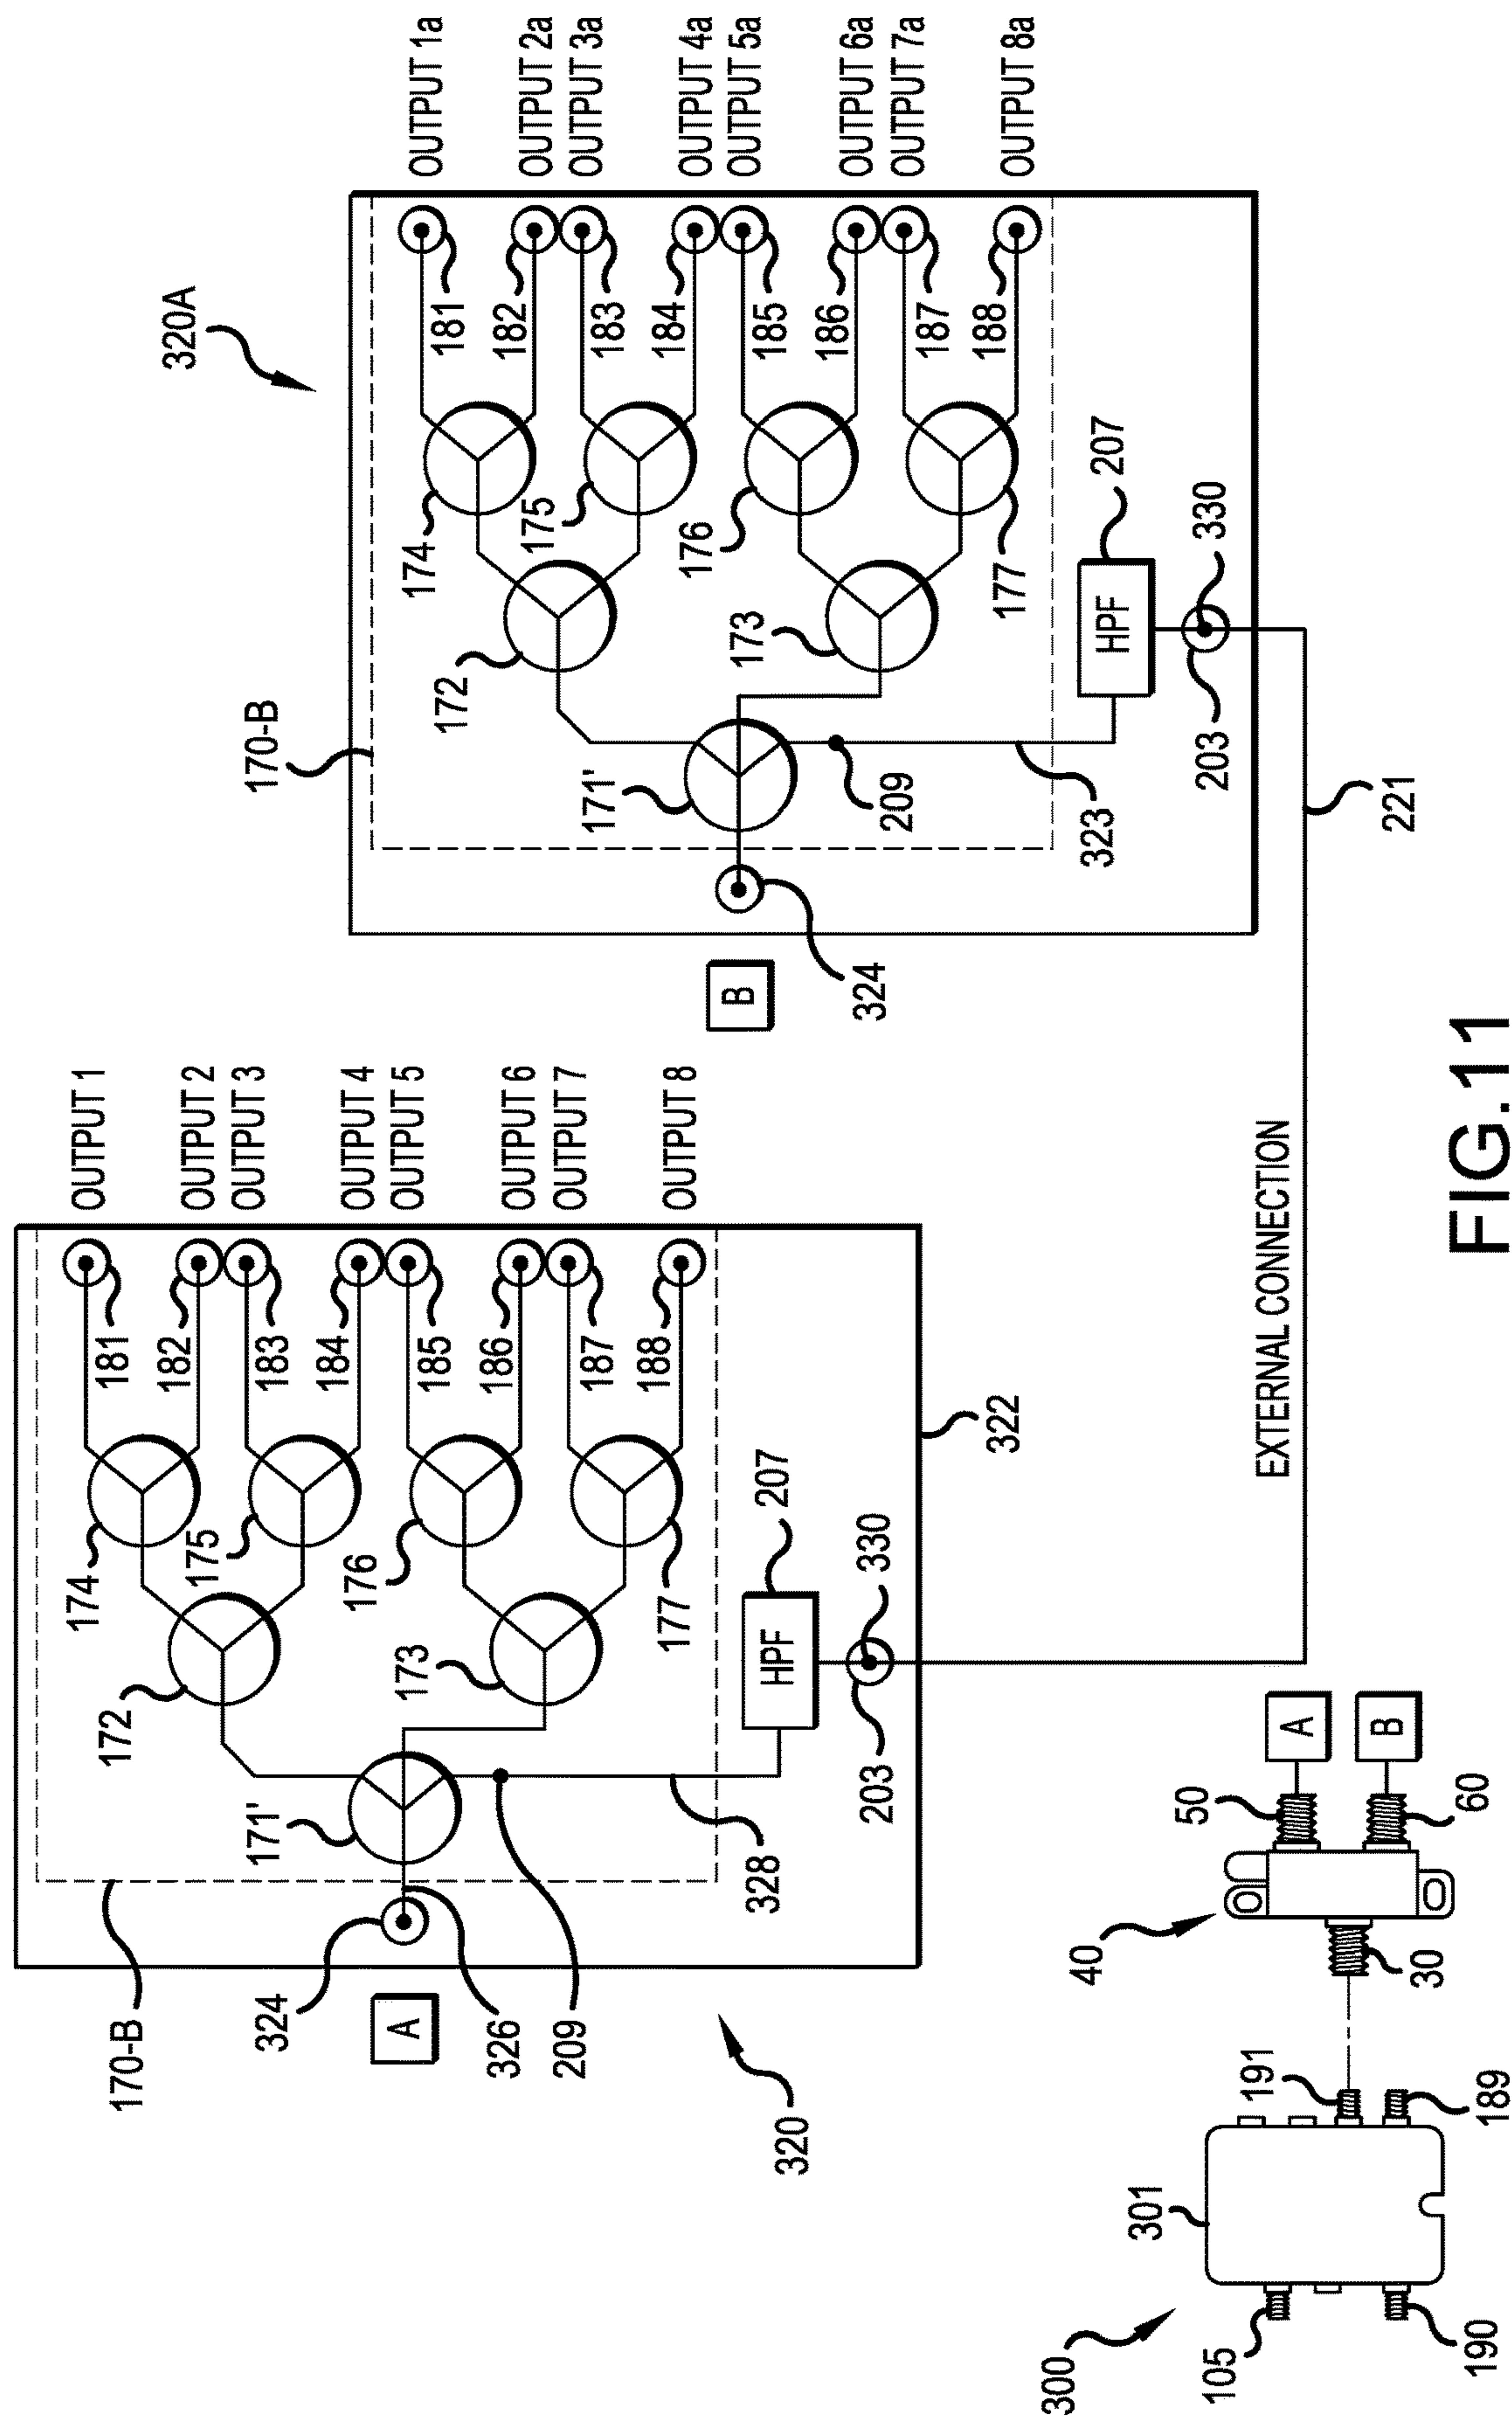 320A
170-B
174
175
172
176
177
173
171'
181
182
183
184
185
186
187
188
OUTPUT 1a
OUTPUT 2a
OUTPUT 3a
OUTPUT 4a
OUTPUT 5a
OUTPUT 6a
OUTPUT 7a
OUTPUT 8a
209
323
HPF
207
330
203
324
B
221
EXTERNAL CONNECTION
170-B
174
175
172
176
177
173
171'
181
182
183
184
185
186
187
188
OUTPUT 1
OUTPUT 2
OUTPUT 3
OUTPUT 4
OUTPUT 5
OUTPUT 6
OUTPUT 7
OUTPUT 8
324
A
326
209
328
HPF
207
330
203
322
320
300
301
105
190
191
189
40
30
50
60
A
B
FIG.11